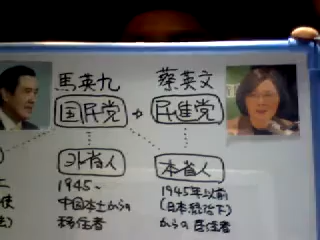 馬英九 蔡英文
国民党 民進党
外省人 本省人
1945～ 1945年以前
中国本土からの (日本統治下)
移住者 からの居住者